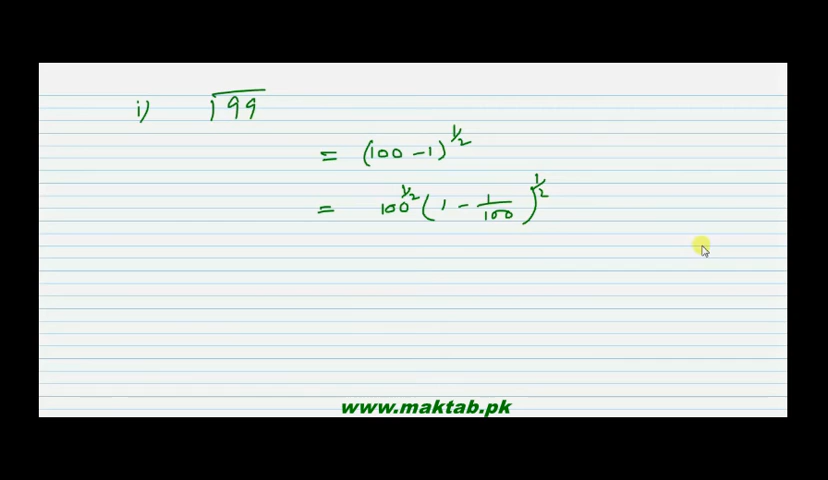 i) √99
= (100 - 1)^1/2
= 100^1/2 (1 - 1/100)^1/2
www.maktab.pk